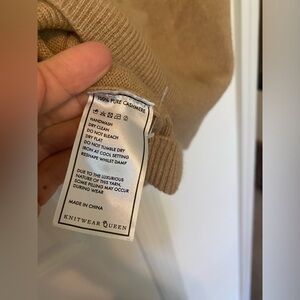 100% PURE CASHMERE
HANDWASH
DRY CLEAN
DO NOT BLEACH
DRY FLAT
DO NOT TUMBLE DRY
IRON AT COOL SETTING
RESHAPE WHILST DAMP
DUE TO THE LUXURIOUS
NATURE OF THIS YARN,
SOME PILLING MAY OCCUR
DURING WEAR
MADE IN CHINA
KNITWEAR QUEEN